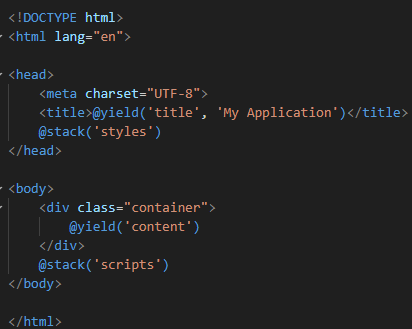 <!DOCTYPE html>
<html lang="en">
<head>
<meta charset="UTF-8">
<title>@yield('title', 'My Application')</title>
@stack('styles')
</head>
<body>
<div class="container">
@yield('content')
</div>
@stack('scripts')
</body>
</html>